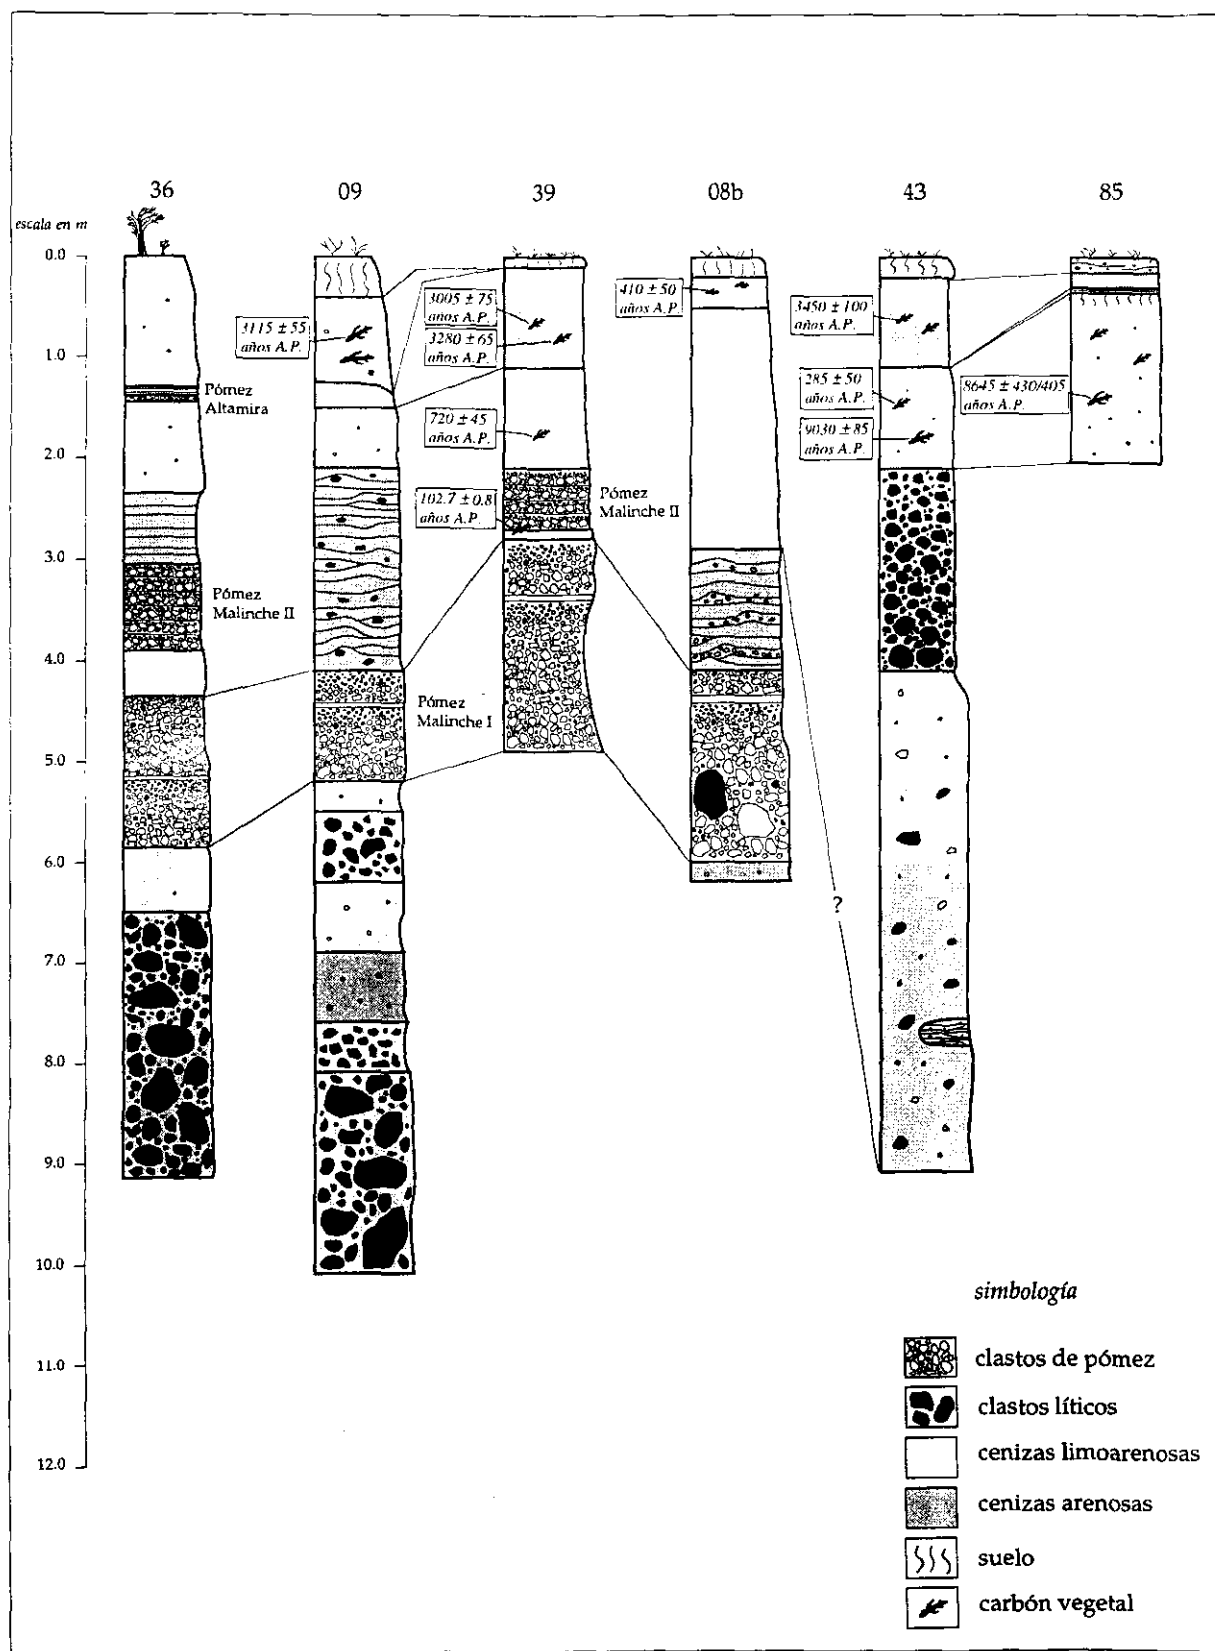 36
09
39
08b
43
85
escala en m
0.0
1.0
2.0
3.0
4.0
5.0
6.0
7.0
8.0
9.0
10.0
11.0
12.0
Pómez
Altamira
Pómez
Malinche II
3115 ± 55
años A.P.
Pómez
Malinche I
3005 ± 75
años A.P.
3280 ± 65
años A.P.
720 ± 45
años A.P.
102.7 ± 0.8
años A.P.
Pómez
Malinche II
410 ± 50
años A.P.
?
3450 ± 100
años A.P.
285 ± 50
años A.P.
9030 ± 85
años A.P.
8645 ± 430/405
años A.P.
simbología
clastos de pómez
clastos líticos
cenizas limoarenosas
cenizas arenosas
suelo
carbón vegetal